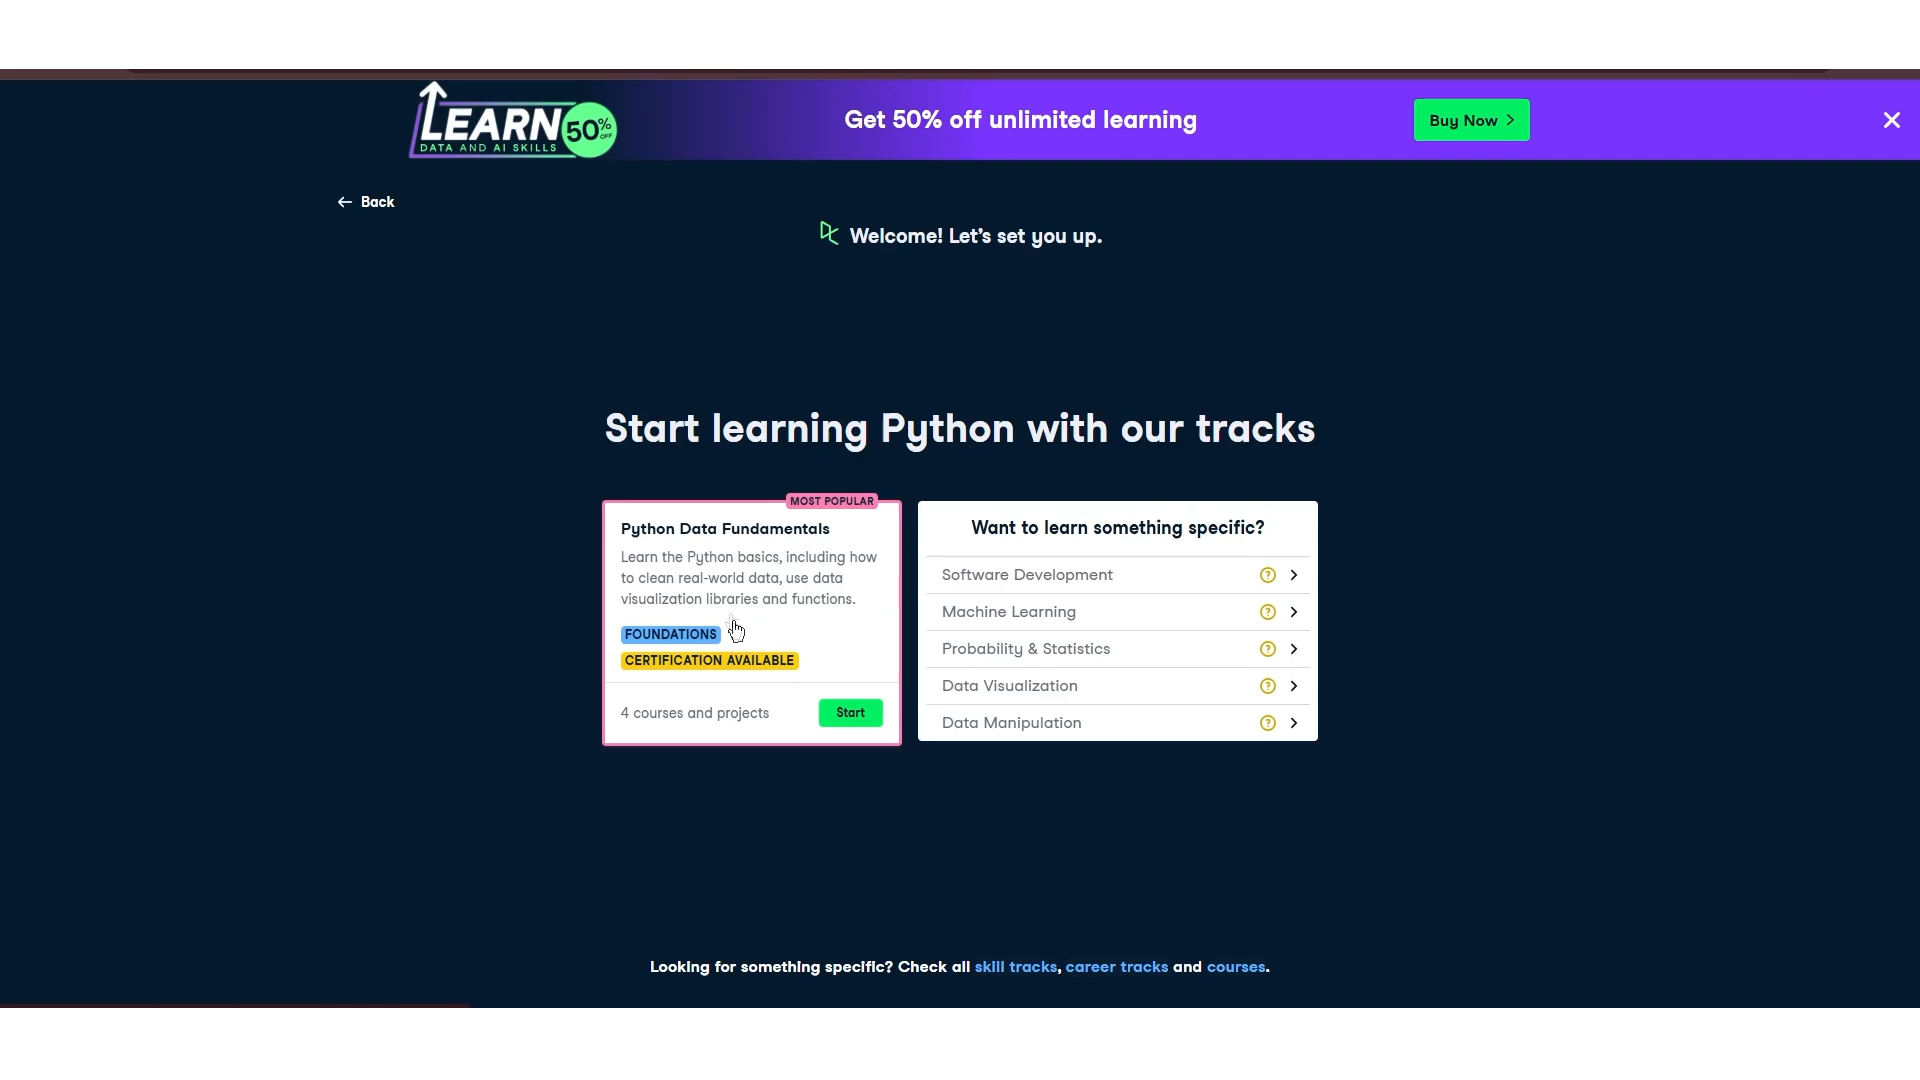 LEARN
DATA AND AI SKILLS
50% OFF
Get 50% off unlimited learning
Buy Now
Back
Welcome! Let's set you up.
Start learning Python with our tracks
MOST POPULAR
Python Data Fundamentals
Learn the Python basics, including how
to clean real-world data, use data
visualization libraries and functions.
FOUNDATIONS
CERTIFICATION AVAILABLE
4 courses and projects
Start
Want to learn something specific?
Software Development
Machine Learning
Probability & Statistics
Data Visualization
Data Manipulation
Looking for something specific? Check all skill tracks, career tracks and courses.